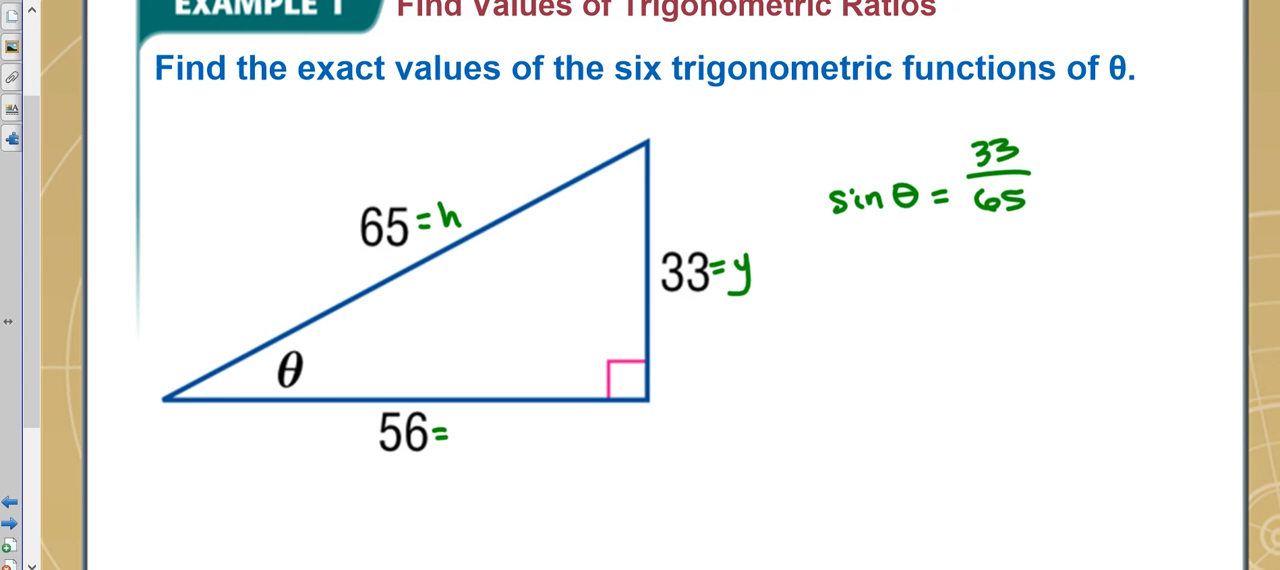 EXAMPLE 1 Find Values of Trigonometric Ratios
Find the exact values of the six trigonometric functions of θ.
65 = h
sin θ = 33/65
33 = y
θ
56 =